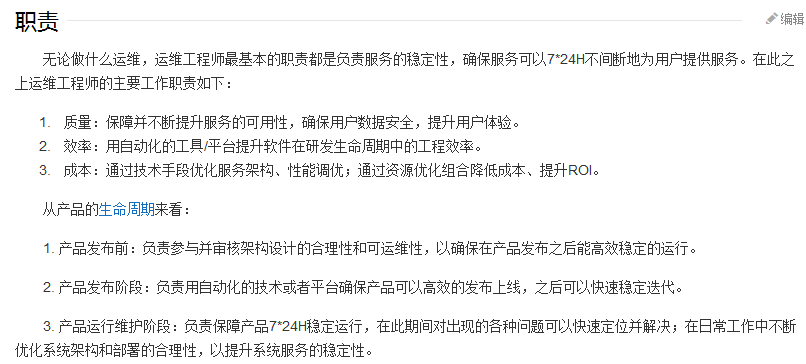 职责
编辑
无论做什么运维，运维工程师最基本的职责都是负责服务的稳定性，确保服务可以7*24H不间断地为用户提供服务。在此之
上运维工程师的主要工作职责如下：
1. 质量：保障并不断提升服务的可用性，确保用户数据安全，提升用户体验。
2. 效率：用自动化的工具/平台提升软件在研发生命周期中的工程效率。
3. 成本：通过技术手段优化服务架构、性能调优；通过资源优化组合降低成本、提升ROI。
从产品的生命周期来看：
1. 产品发布前：负责参与并审核架构设计的合理性和可运维性，以确保在产品发布之后能高效稳定的运行。
2. 产品发布阶段：负责用自动化的技术或者平台确保产品可以高效的发布上线，之后可以快速稳定迭代。
3. 产品运行维护阶段：负责保障产品7*24H稳定运行，在此期间对出现的各种问题可以快速定位并解决；在日常工作中不断
优化系统架构和部署的合理性，以提升系统服务的稳定性。